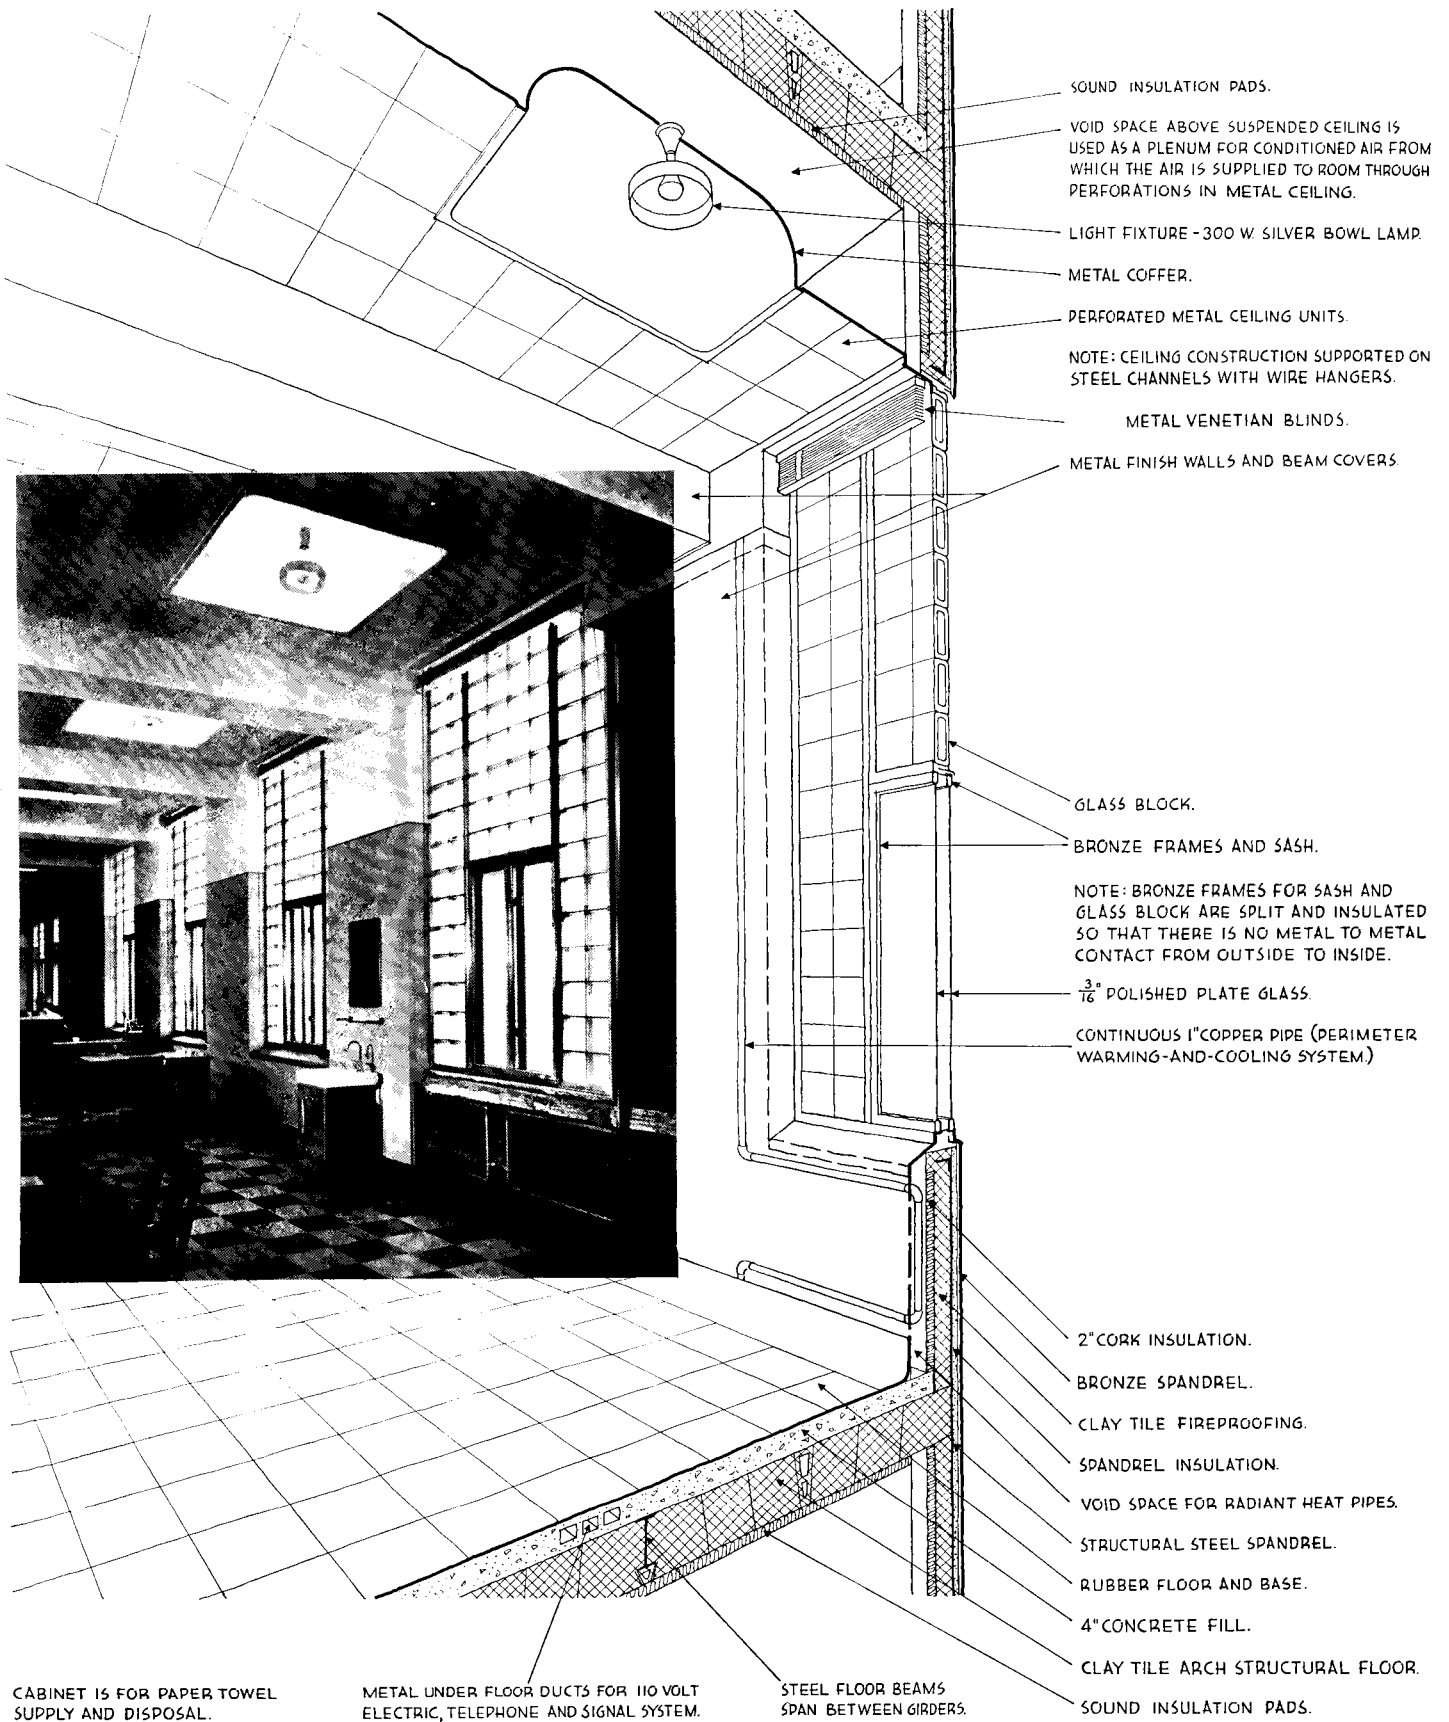 SOUND INSULATION PADS.
VOID SPACE ABOVE SUSPENDED CEILING IS
USED AS A PLENUM FOR CONDITIONED AIR FROM
WHICH THE AIR IS SUPPLIED TO ROOM THROUGH
PERFORATIONS IN METAL CEILING.
LIGHT FIXTURE - 300 W. SILVER BOWL LAMP.
METAL COFFER.
PERFORATED METAL CEILING UNITS.
NOTE: CEILING CONSTRUCTION SUPPORTED ON
STEEL CHANNELS WITH WIRE HANGERS.
METAL VENETIAN BLINDS.
METAL FINISH WALLS AND BEAM COVERS.
GLASS BLOCK.
BRONZE FRAMES AND SASH.
NOTE: BRONZE FRAMES FOR SASH AND
GLASS BLOCK ARE SPLIT AND INSULATED
SO THAT THERE IS NO METAL TO METAL
CONTACT FROM OUTSIDE TO INSIDE.
3/16" POLISHED PLATE GLASS.
CONTINUOUS 1" COPPER PIPE (PERIMETER
WARMING-AND-COOLING SYSTEM.)
2" CORK INSULATION.
BRONZE SPANDREL.
CLAY TILE FIREPROOFING.
SPANDREL INSULATION.
VOID SPACE FOR RADIANT HEAT PIPES.
STRUCTURAL STEEL SPANDREL.
RUBBER FLOOR AND BASE.
4" CONCRETE FILL.
CLAY TILE ARCH STRUCTURAL FLOOR.
SOUND INSULATION PADS.
CABINET IS FOR PAPER TOWEL
SUPPLY AND DISPOSAL.
METAL UNDER FLOOR DUCTS FOR 110 VOLT
ELECTRIC, TELEPHONE AND SIGNAL SYSTEM.
STEEL FLOOR BEAMS
SPAN BETWEEN GIRDERS.